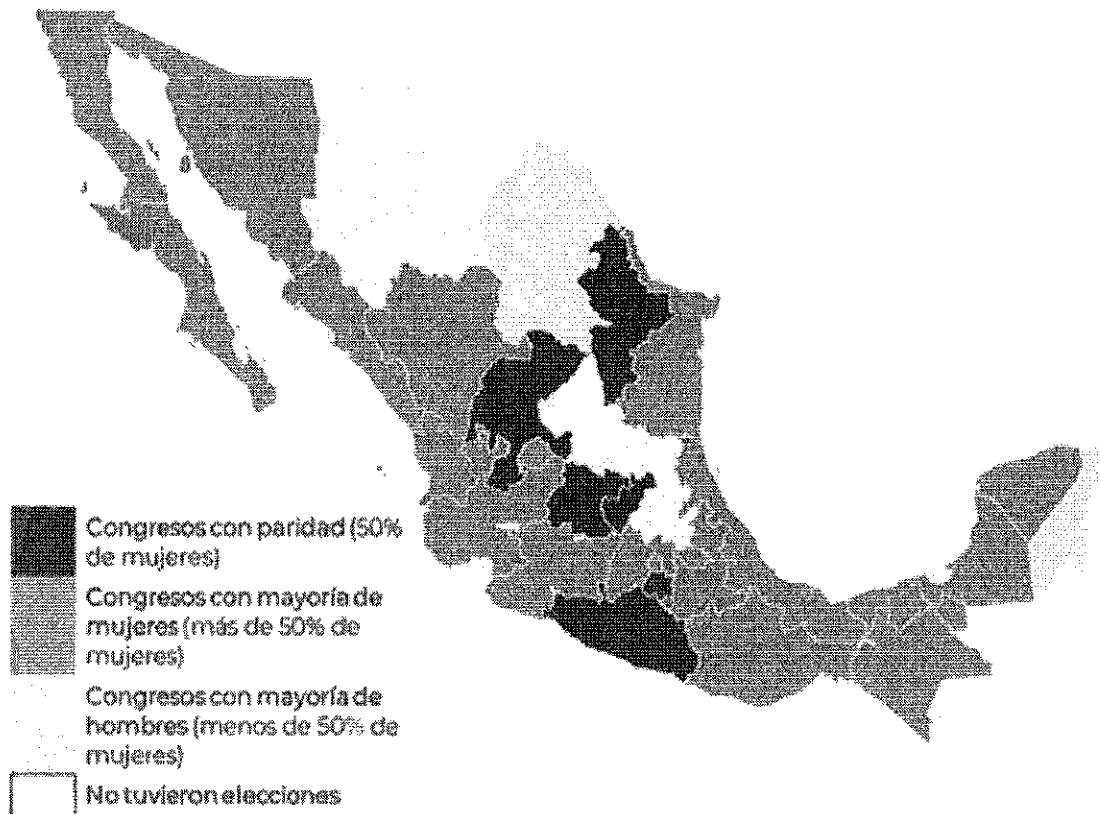 Congresos con paridad (50%
de mujeres)
Congresos con mayoría de
mujeres (más de 50% de
mujeres)
Congresos con mayoría de
hombres (menos de 50% de
mujeres)
No tuvieron elecciones